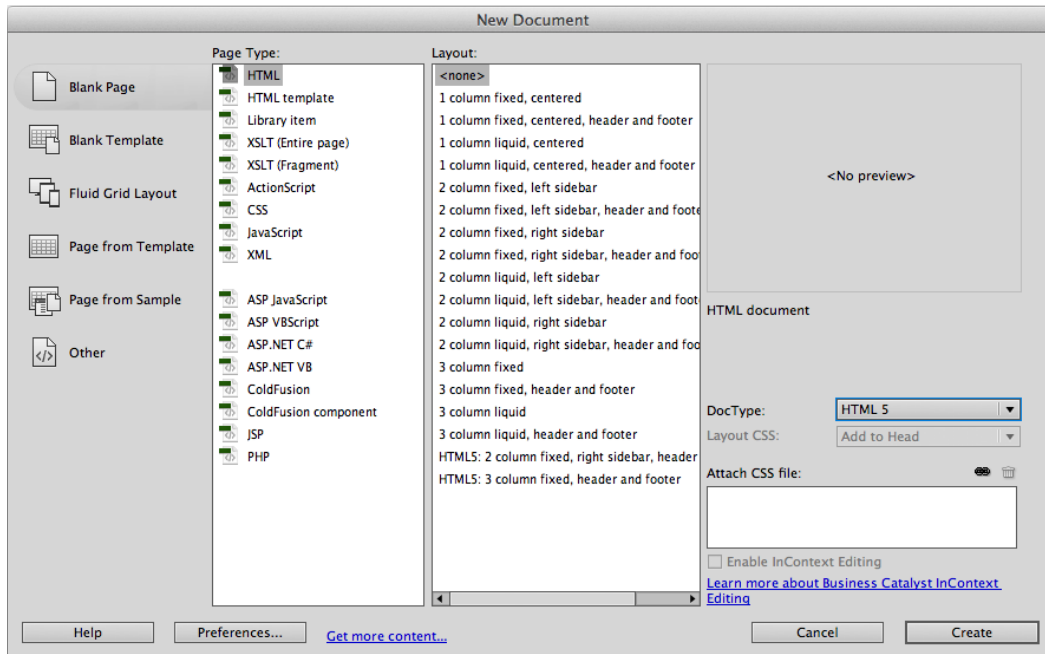 New Document
Blank Page
Blank Template
Fluid Grid Layout
Page from Template
Page from Sample
Other
Page Type:
HTML
HTML template
Library item
XSLT (Entire page)
XSLT (Fragment)
ActionScript
CSS
JavaScript
XML
ASP JavaScript
ASP VBScript
ASP.NET C#
ASP.NET VB
ColdFusion
ColdFusion component
JSP
PHP
Layout:
<none>
1 column fixed, centered
1 column fixed, centered, header and footer
1 column liquid, centered
1 column liquid, centered, header and footer
2 column fixed, left sidebar
2 column fixed, left sidebar, header and foote
2 column fixed, right sidebar
2 column fixed, right sidebar, header and foo
2 column liquid, left sidebar
2 column liquid, left sidebar, header and foot
2 column liquid, right sidebar
2 column liquid, right sidebar, header and foo
3 column fixed
3 column fixed, header and footer
3 column liquid
3 column liquid, header and footer
HTML5: 2 column fixed, right sidebar, header
HTML5: 3 column fixed, header and footer
<No preview>
HTML document
DocType: HTML 5
Layout CSS: Add to Head
Attach CSS file:
Enable InContext Editing
Learn more about Business Catalyst InContext
Editing
Help Preferences... Get more content... Cancel Create